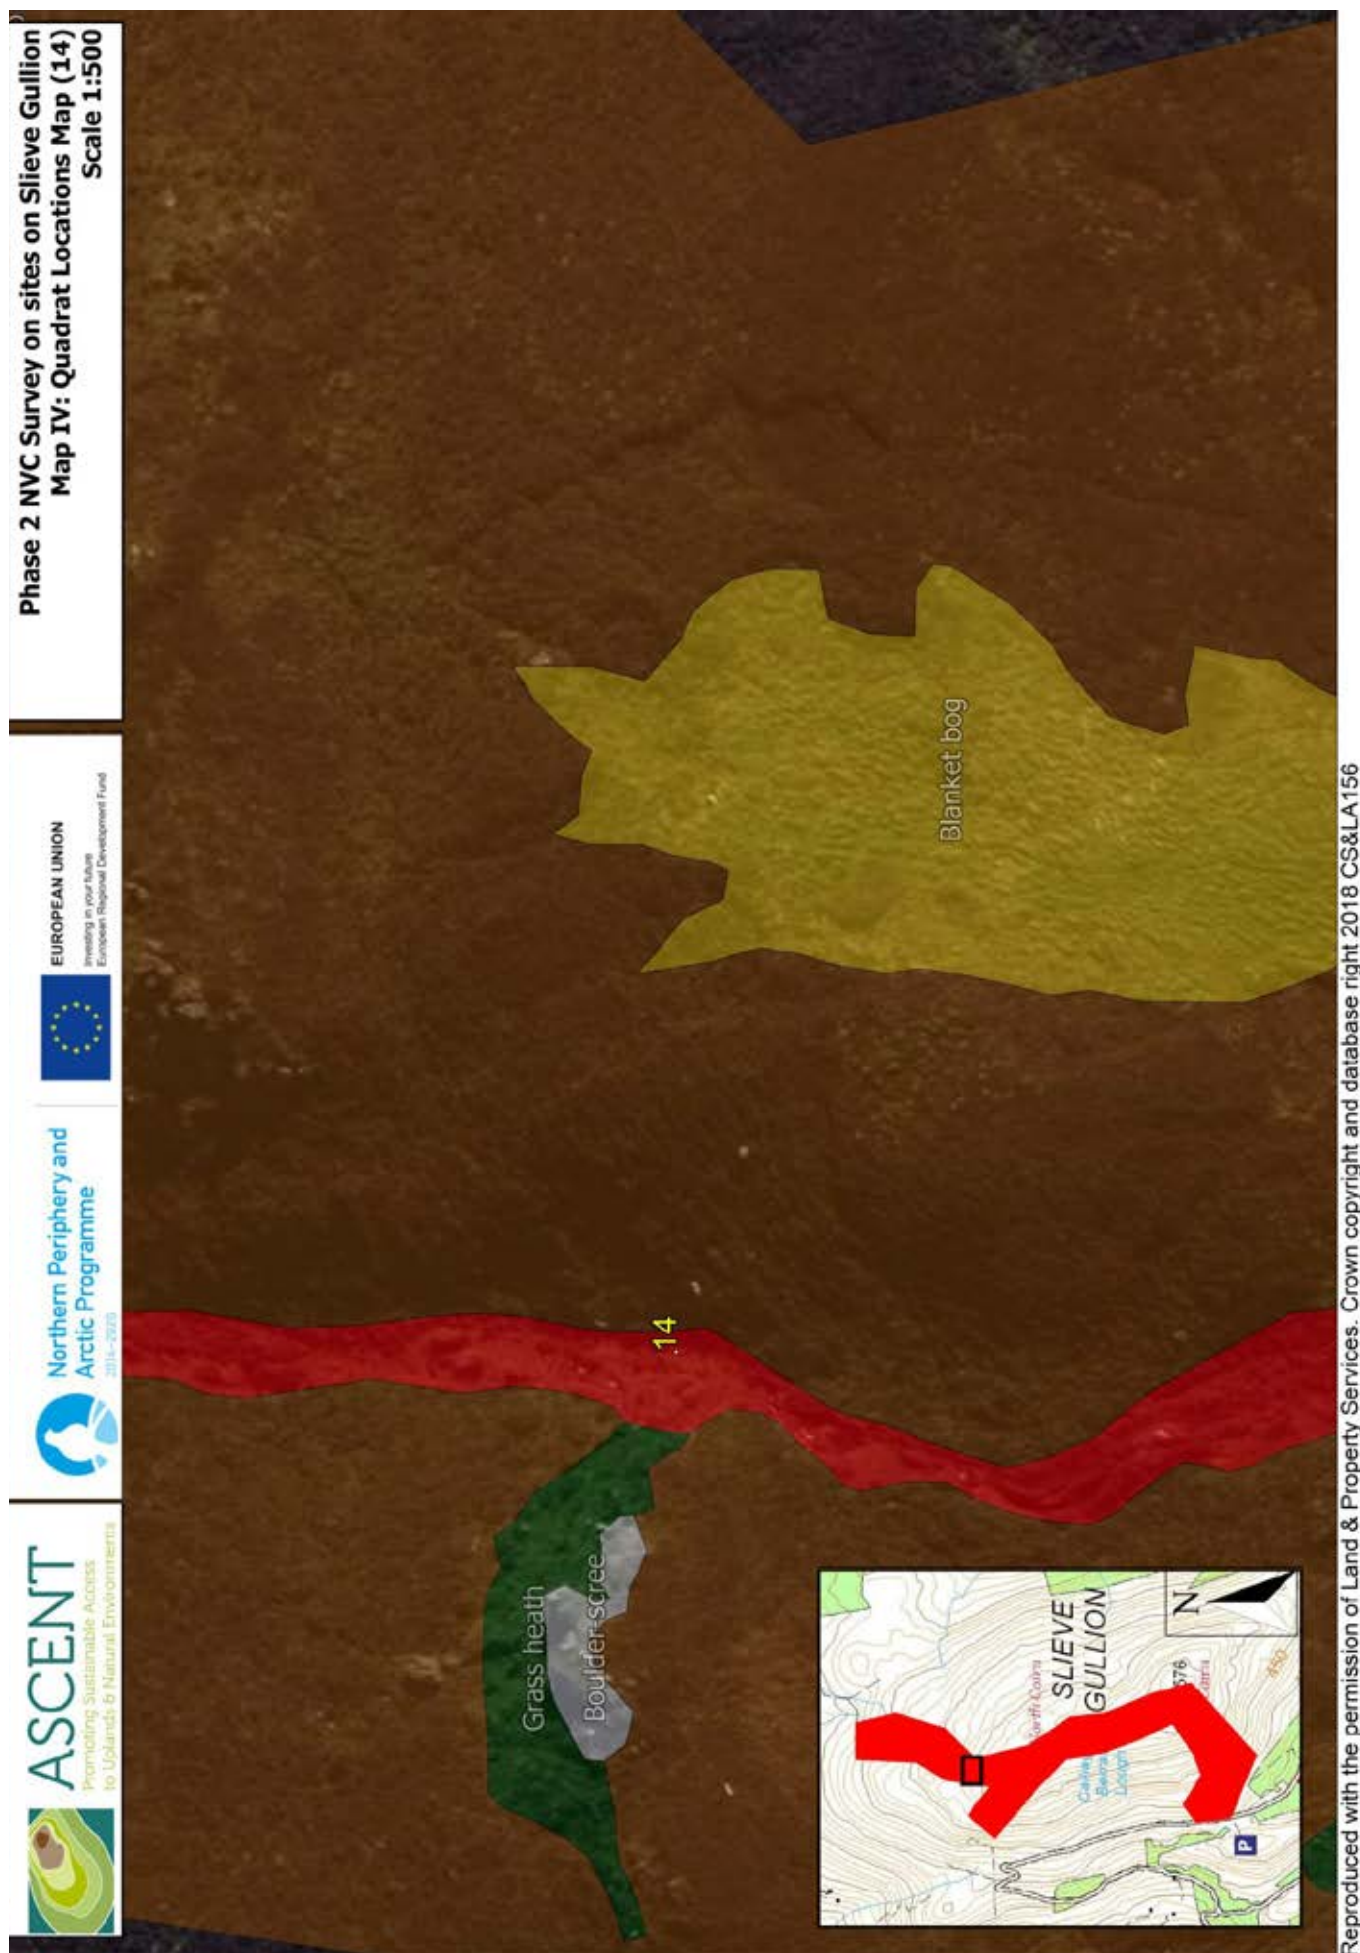 ASCENT
Promoting Sustainable Access
to Uplands & Natural Environments
Northern Periphery and
Arctic Programme
2014–2020
EUROPEAN UNION
Investing in your future
European Regional Development Fund
Phase 2 NVC Survey on sites on Slieve Gullion
Map IV: Quadrat Locations Map (14)
Scale 1:500
Grass heath
Boulder-scree
14
Blanket bog
SLIEVE
GULLION
Lough
576
450
P
N
Reproduced with the permission of Land & Property Services. Crown copyright and database right 2018 CS&LA156